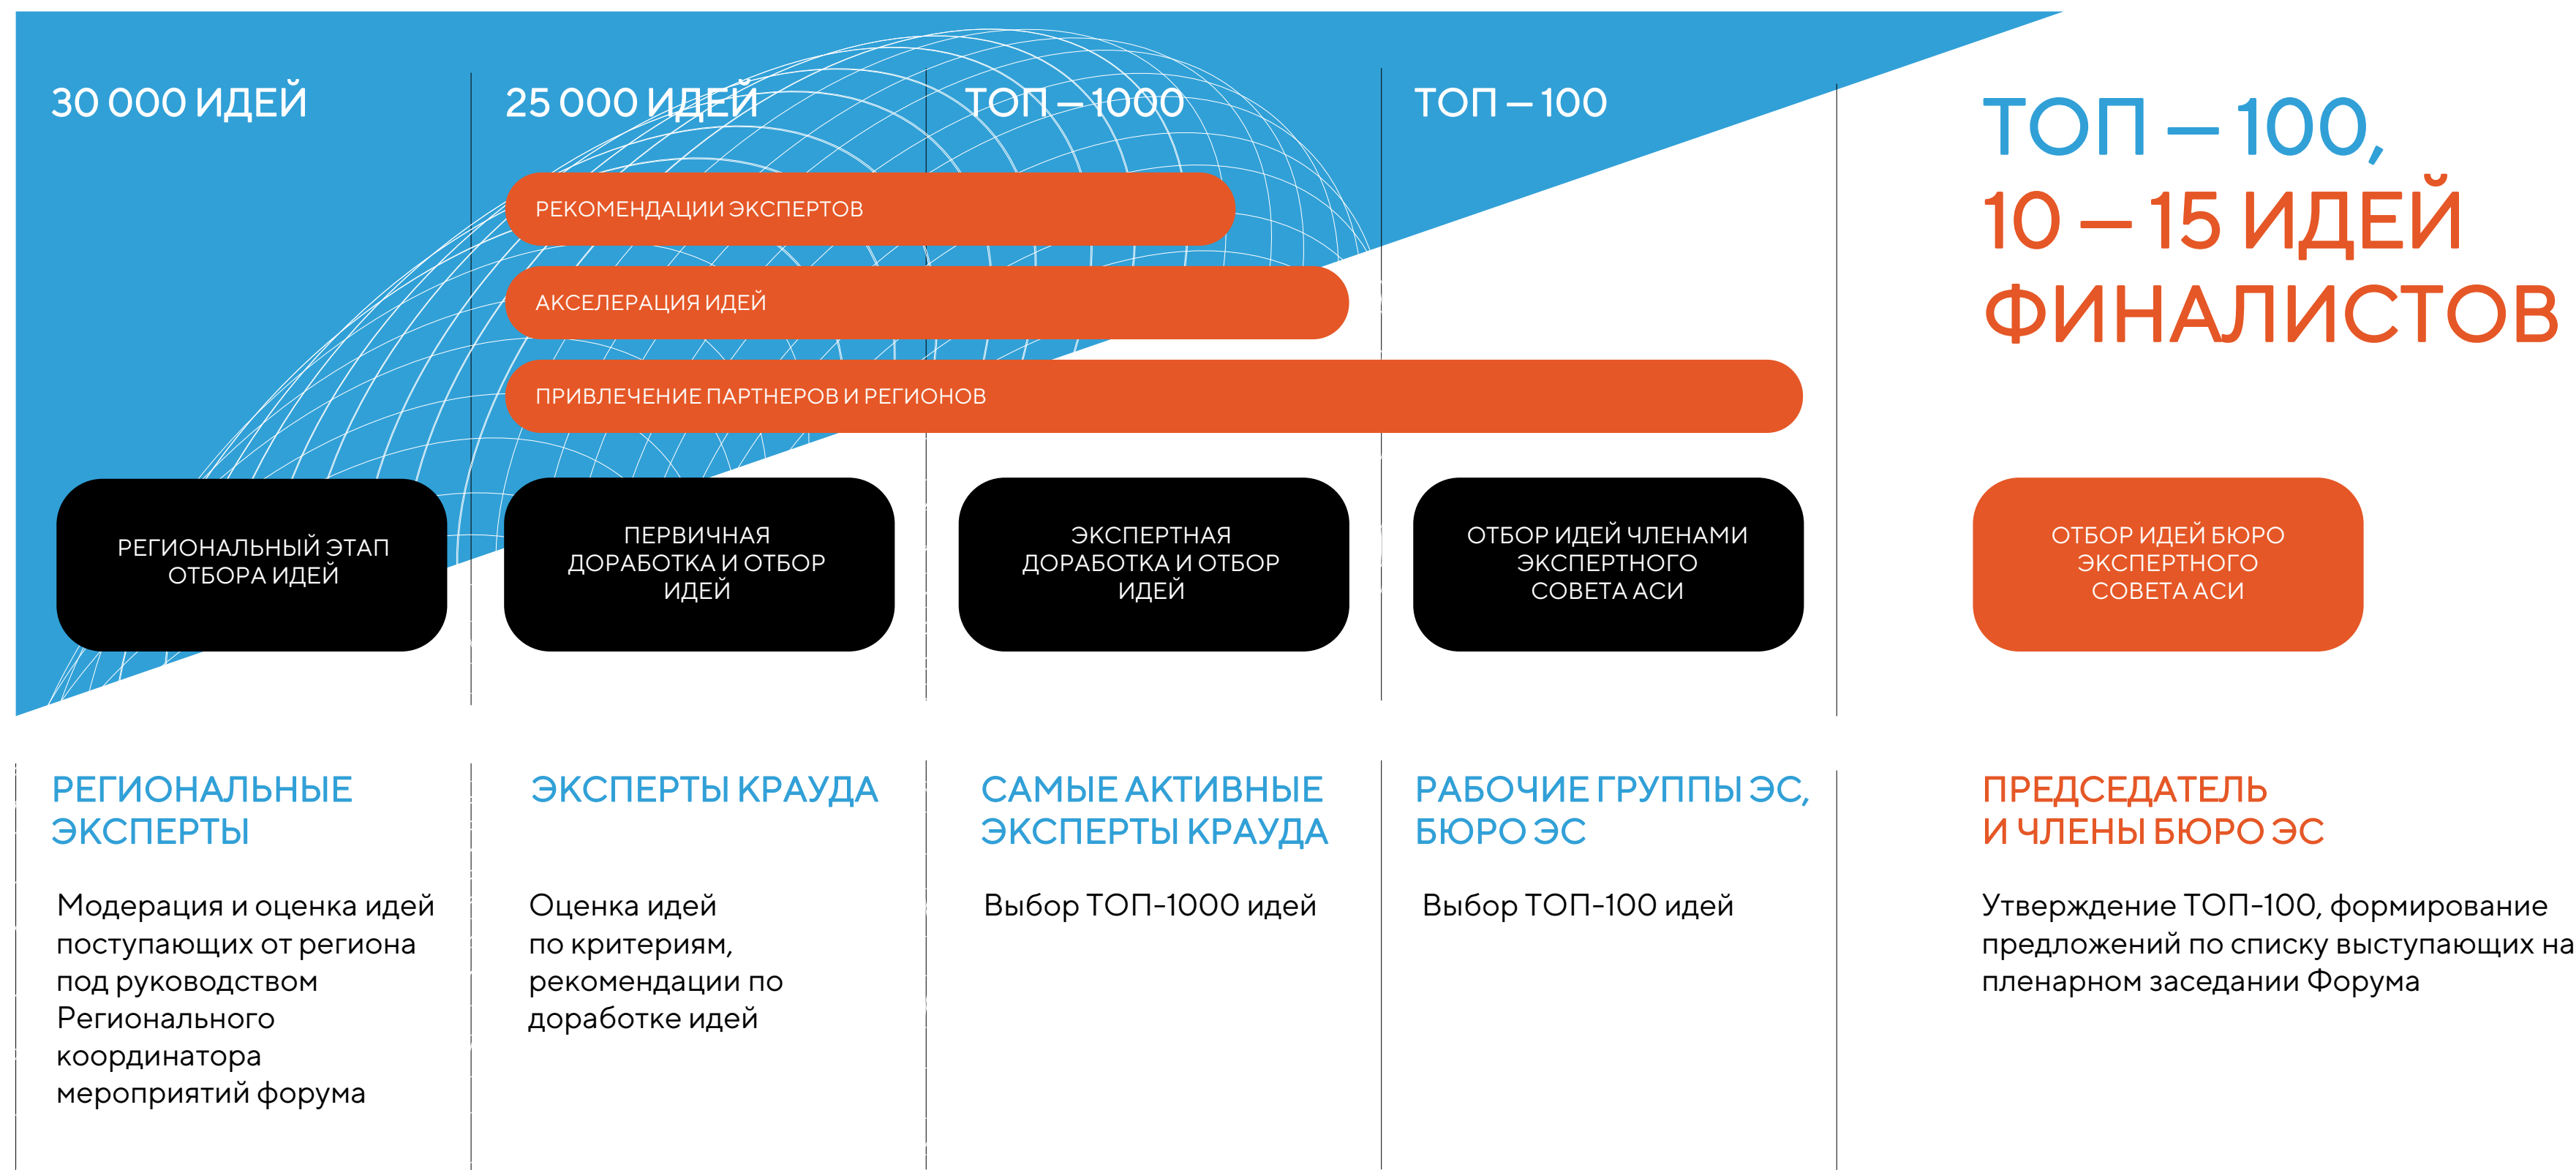 30 000 ИДЕЙ
25 000 ИДЕЙ
ТОП — 1000
ТОП — 100
ТОП — 100,
10 — 15 ИДЕЙ
ФИНАЛИСТОВ
РЕКОМЕНДАЦИИ ЭКСПЕРТОВ
АКСЕЛЕРАЦИЯ ИДЕЙ
ПРИВЛЕЧЕНИЕ ПАРТНЕРОВ И РЕГИОНОВ
РЕГИОНАЛЬНЫЙ ЭТАП
ОТБОРА ИДЕЙ
ПЕРВИЧНАЯ
ДОРАБОТКА И ОТБОР
ИДЕЙ
ЭКСПЕРТНАЯ
ДОРАБОТКА И ОТБОР
ИДЕЙ
ОТБОР ИДЕЙ ЧЛЕНАМИ
ЭКСПЕРТНОГО
СОВЕТА АСИ
ОТБОР ИДЕЙ БЮРО
ЭКСПЕРТНОГО
СОВЕТА АСИ
РЕГИОНАЛЬНЫЕ
ЭКСПЕРТЫ
Модерация и оценка идей
поступающих от региона
под руководством
Регионального
координатора
мероприятий форума
ЭКСПЕРТЫ КРАУДА
Оценка идей
по критериям,
рекомендации по
доработке идей
САМЫЕ АКТИВНЫЕ
ЭКСПЕРТЫ КРАУДА
Выбор ТОП-1000 идей
РАБОЧИЕ ГРУППЫ ЭС,
БЮРО ЭС
Выбор ТОП-100 идей
ПРЕДСЕДАТЕЛЬ
И ЧЛЕНЫ БЮРО ЭС
Утверждение ТОП-100, формирование
предложений по списку выступающих на
пленарном заседании Форума